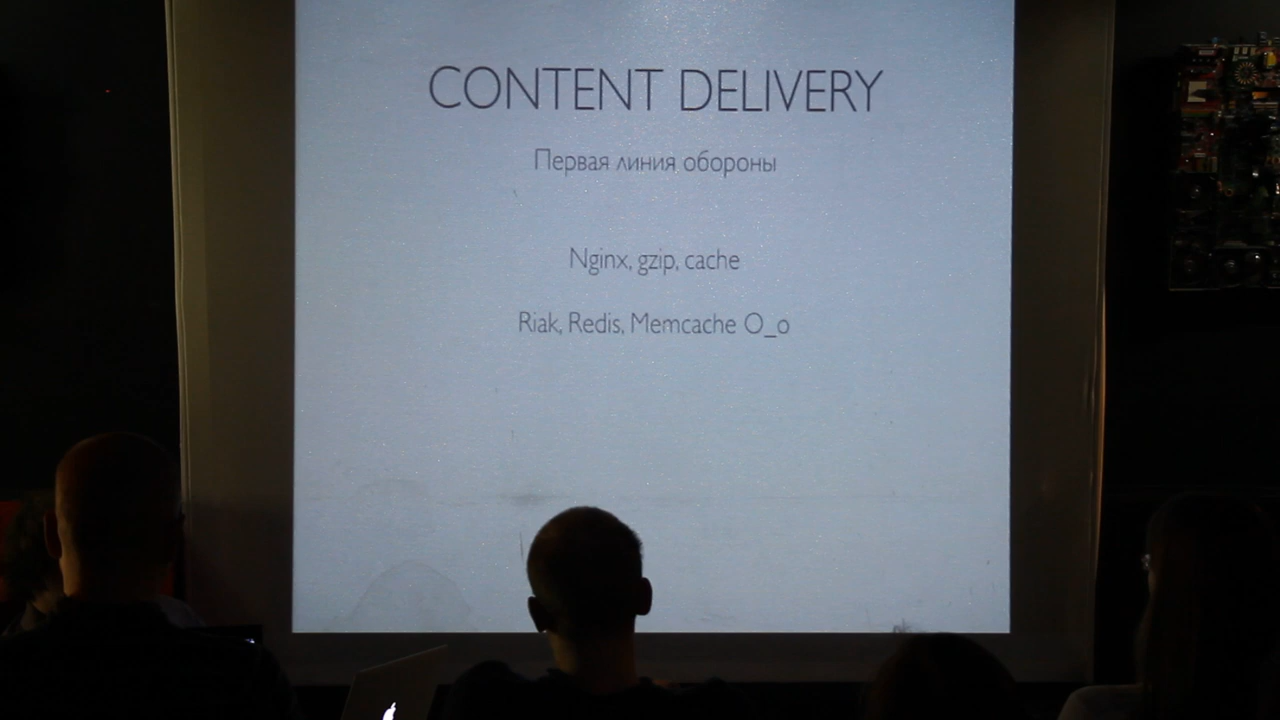 CONTENT DELIVERY
Первая линия обороны
Nginx, gzip, cache
Riak, Redis, Memcache O_o